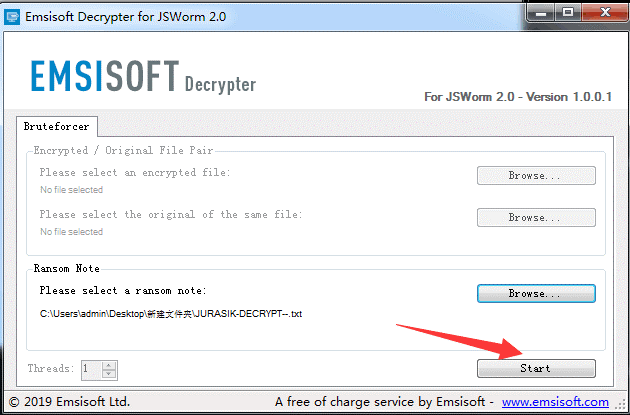 Emsisoft Decrypter for JSWorm 2.0
EMSISOFT Decrypter
For JSWorm 2.0 - Version 1.0.0.1
Bruteforcer
Encrypted / Original File Pair
Please select an encrypted file:
Browse...
No file selected
Please select the original of the same file:
Browse...
No file selected
Ransom Note
Please select a ransom note:
Browse...
C:\Users\admin\Desktop\新建文件夹\JURASIK-DECRYPT--.txt
Threads: 1
Start
© 2019 Emsisoft Ltd.
A free of charge service by Emsisoft - www.emsisoft.com